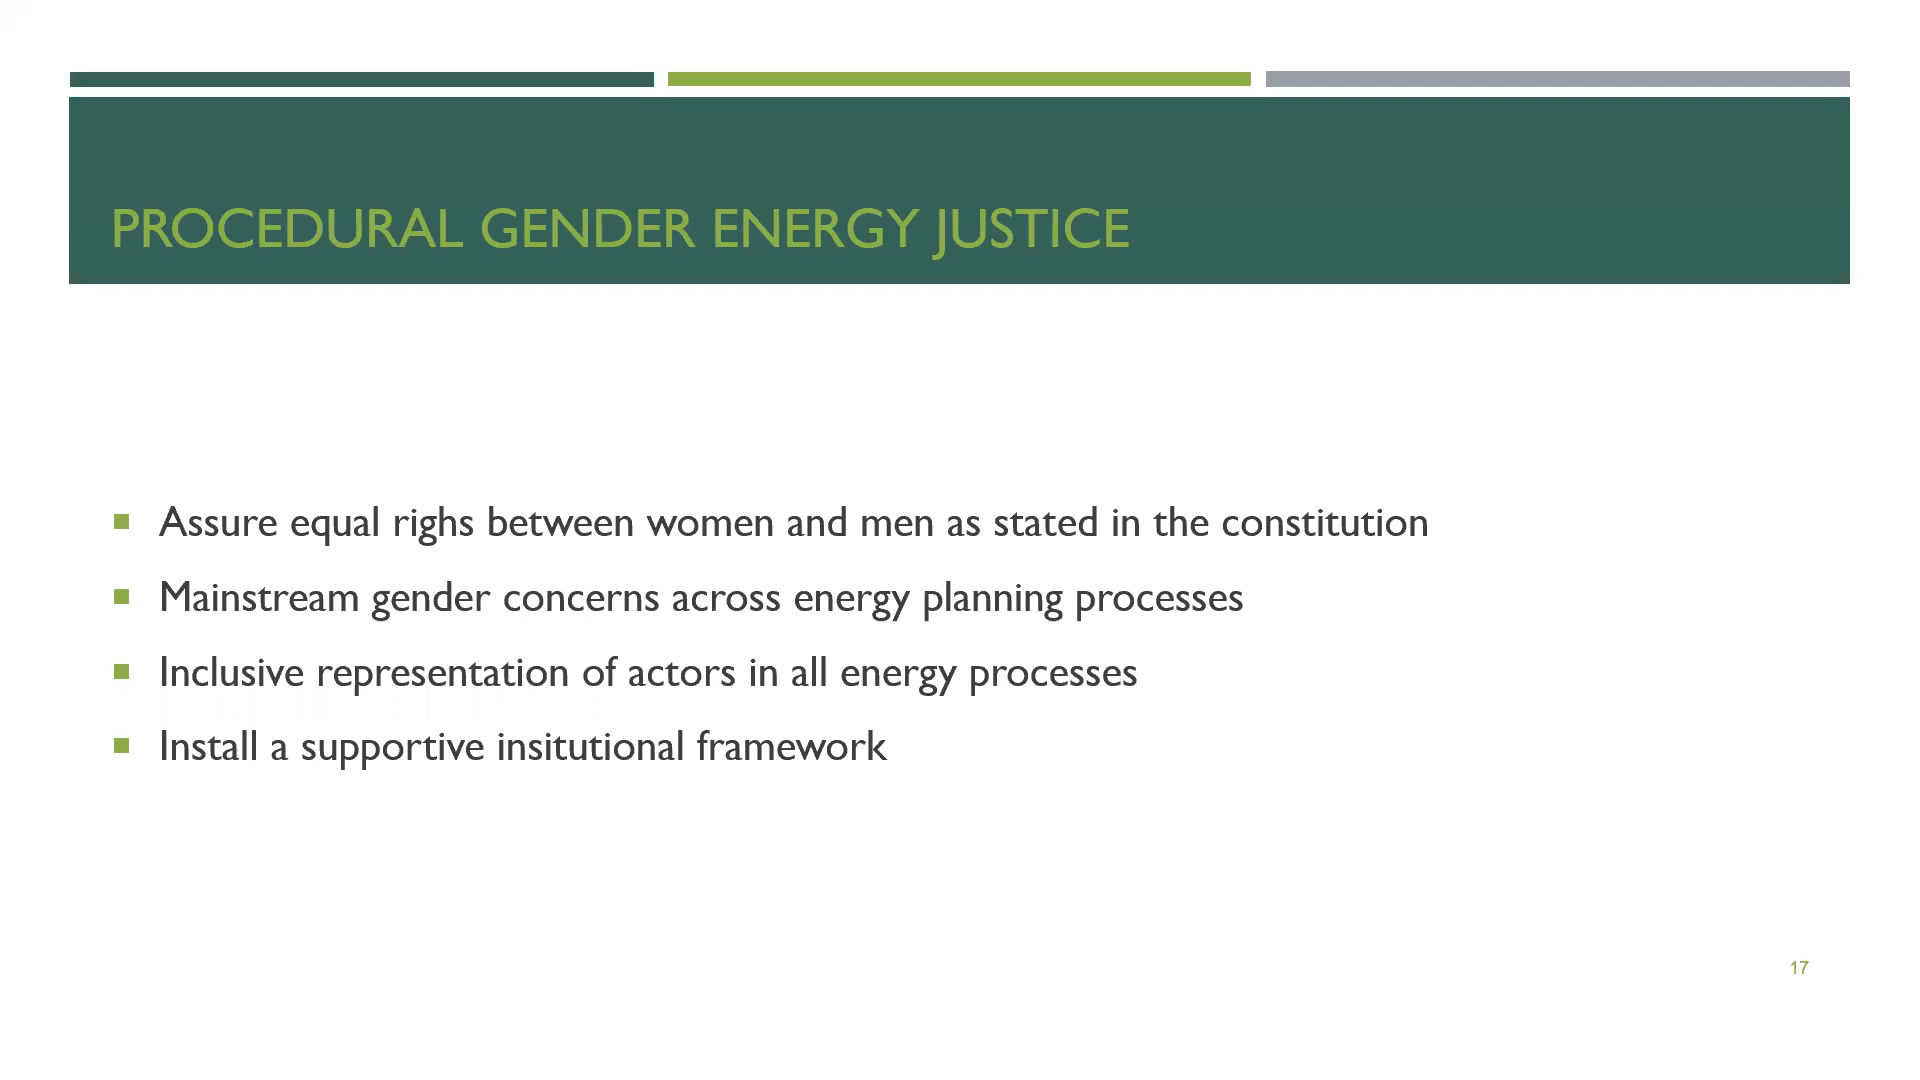 PROCEDURAL GENDER ENERGY JUSTICE
Assure equal righs between women and men as stated in the constitution
Mainstream gender concerns across energy planning processes
Inclusive representation of actors in all energy processes
Install a supportive insitutional framework
17